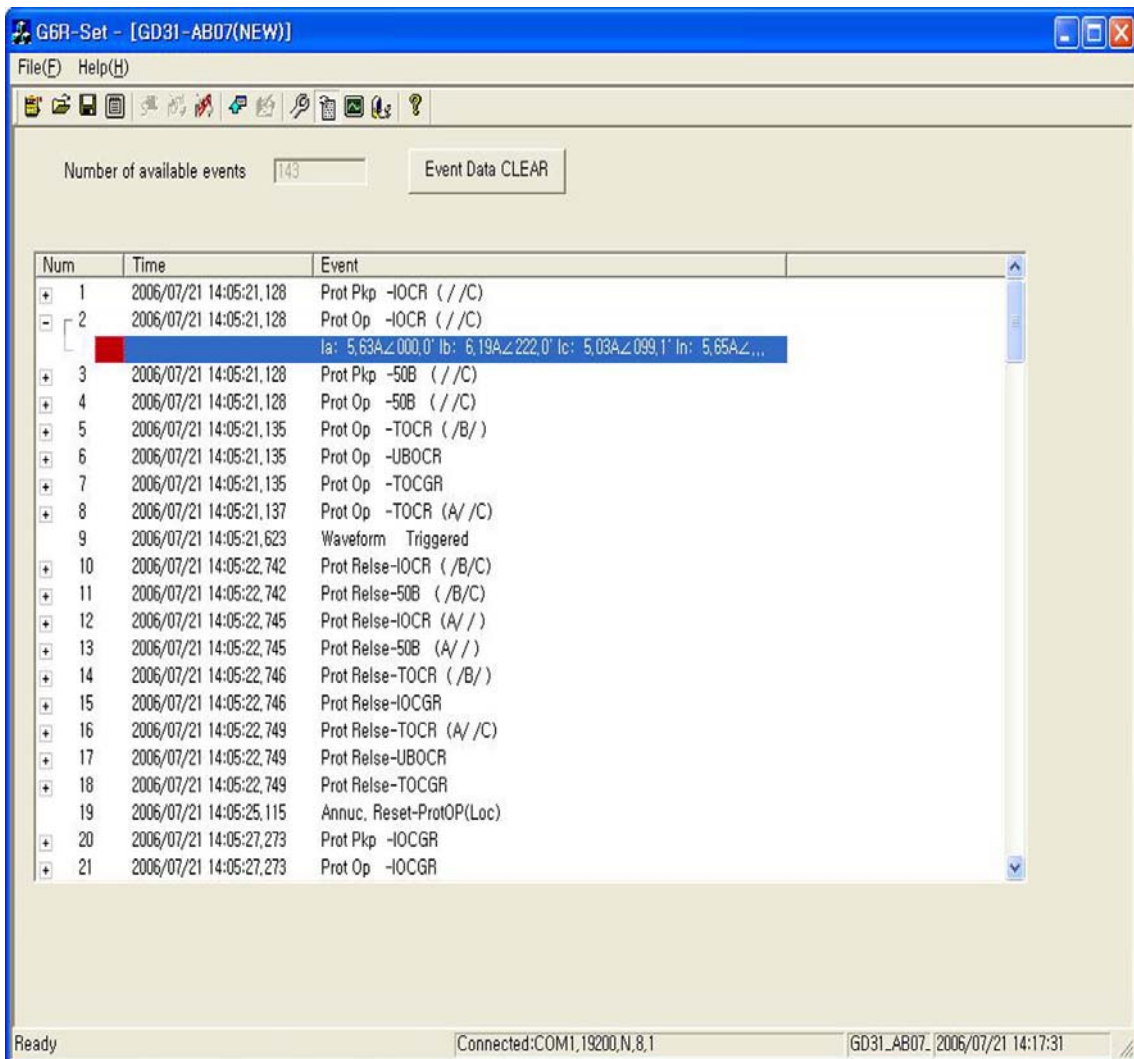 G6R-Set - [GD31-AB07(NEW)]
File(F) Help(H)
Number of available events 143 Event Data CLEAR
Num Time Event
1 2006/07/21 14:05:21,128 Prot Pkp -IOCR ( / /C)
2 2006/07/21 14:05:21,128 Prot Op -IOCR ( / /C)
Ia: 5,63A∠000,0' Ib: 6,19A∠222,0' Ic: 5,03A∠099,1' In: 5,65A∠,,,
3 2006/07/21 14:05:21,128 Prot Pkp -50B ( / /C)
4 2006/07/21 14:05:21,128 Prot Op -50B ( / /C)
5 2006/07/21 14:05:21,135 Prot Op -TOCR ( /B/ )
6 2006/07/21 14:05:21,135 Prot Op -UBOCR
7 2006/07/21 14:05:21,135 Prot Op -TOCGR
8 2006/07/21 14:05:21,137 Prot Op -TOCR (A/ /C)
9 2006/07/21 14:05:21,623 Waveform Triggered
10 2006/07/21 14:05:22,742 Prot Relse-IOCR ( /B/C)
11 2006/07/21 14:05:22,742 Prot Relse-50B ( /B/C)
12 2006/07/21 14:05:22,745 Prot Relse-IOCR (A/ / )
13 2006/07/21 14:05:22,745 Prot Relse-50B (A/ / )
14 2006/07/21 14:05:22,746 Prot Relse-TOCR ( /B/ )
15 2006/07/21 14:05:22,746 Prot Relse-IOCGR
16 2006/07/21 14:05:22,749 Prot Relse-TOCR (A/ /C)
17 2006/07/21 14:05:22,749 Prot Relse-UBOCR
18 2006/07/21 14:05:22,749 Prot Relse-TOCGR
19 2006/07/21 14:05:25,115 Annuc, Reset-ProtOP(Loc)
20 2006/07/21 14:05:27,273 Prot Pkp -IOCGR
21 2006/07/21 14:05:27,273 Prot Op -IOCGR
Ready Connected:COM1,19200,N,8,1 GD31_AB07_ 2006/07/21 14:17:31